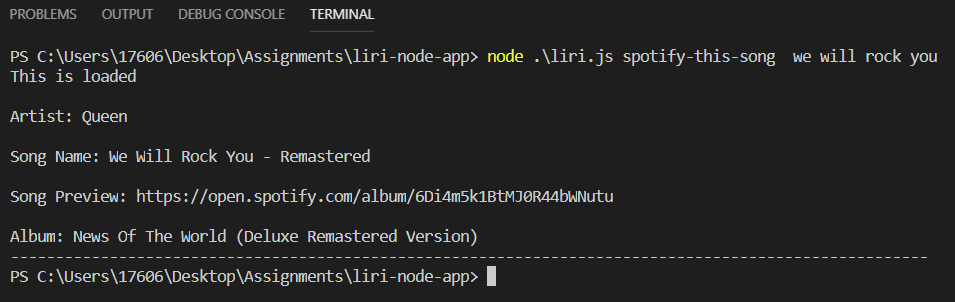 PROBLEMS OUTPUT DEBUG CONSOLE TERMINAL
PS C:\Users\17606\Desktop\Assignments\liri-node-app> node .\liri.js spotify-this-song  we will rock you
This is loaded
Artist: Queen
Song Name: We Will Rock You - Remastered
Song Preview: https://open.spotify.com/album/6Di4m5k1BtMJ0R44bWNutu
Album: News Of The World (Deluxe Remastered Version)
------------------------------------------------------------------------------------------------------
PS C:\Users\17606\Desktop\Assignments\liri-node-app>